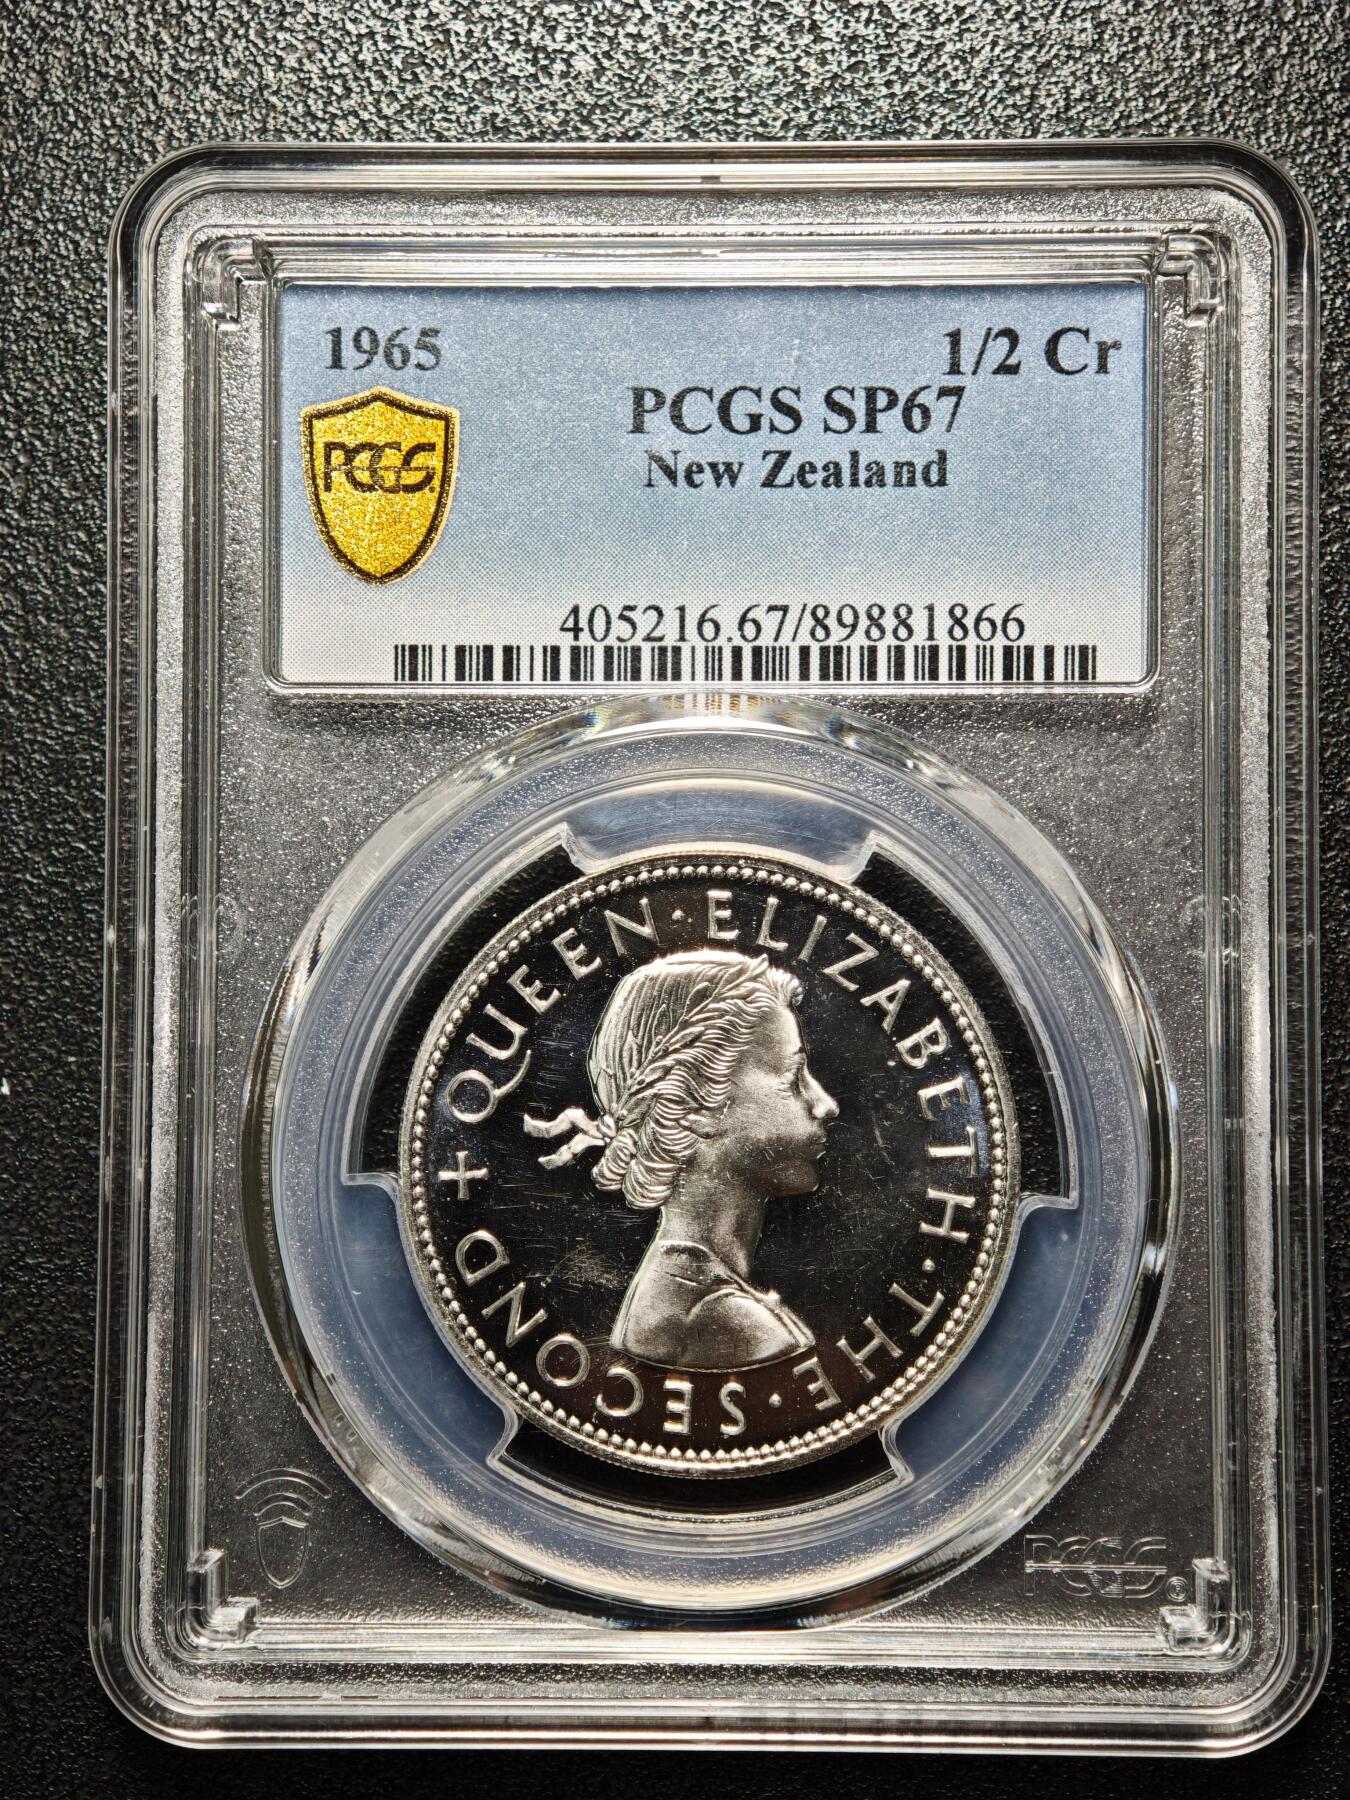 1965
1/2 Cr
PCGS
PCGS SP67
New Zealand
405216.67/89881866
+ QUEEN · ELIZABETH · THE · SECOND
PCGS ©